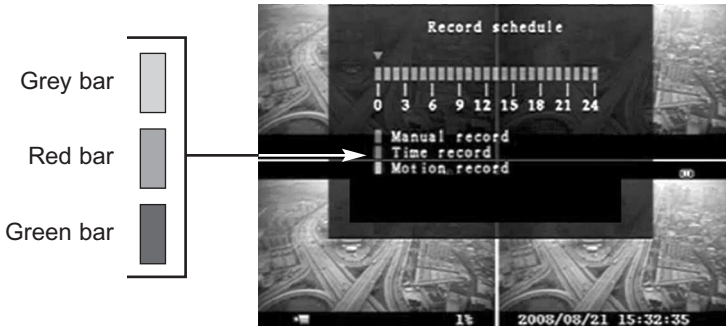 Grey bar
Red bar
Green bar
Record schedule
0 3 6 9 12 15 18 21 24
Manual record
Time record
Motion record
1% 2008/08/21 15:32:35